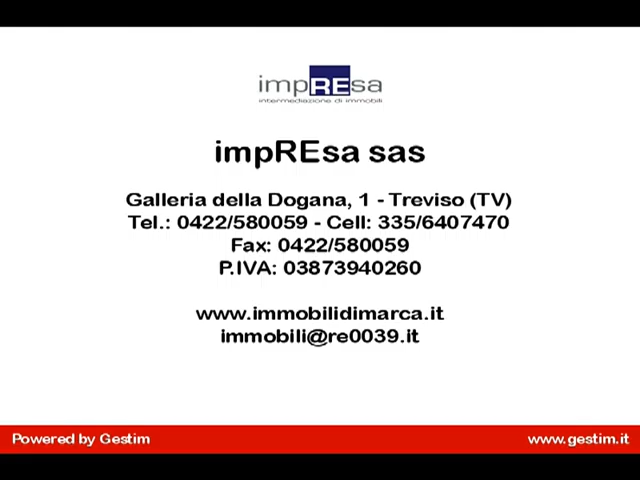 impREsa
intermediazione di immobili
impREsa sas
Galleria della Dogana, 1 - Treviso (TV)
Tel.: 0422/580059 - Cell: 335/6407470
Fax: 0422/580059
P.IVA: 03873940260
www.immobilidimarca.it
immobili@re0039.it
Powered by Gestim
www.gestim.it